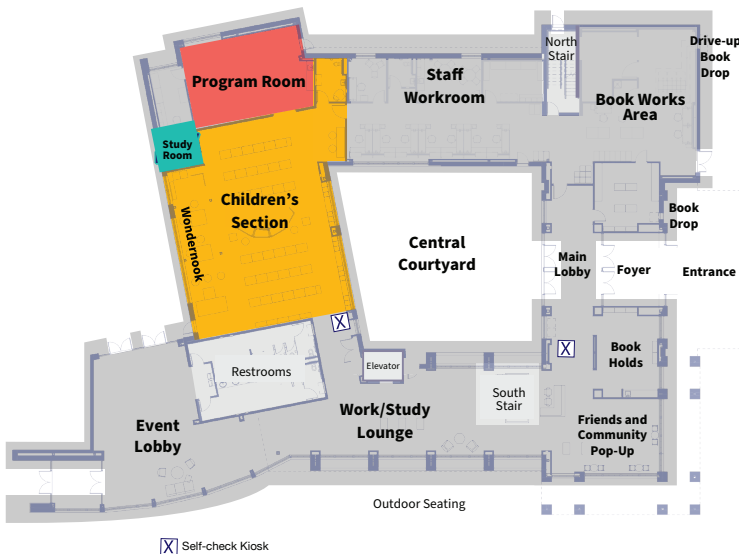 North
Stair
Drive-up
Book
Drop
Program Room
Staff
Workroom
Book Works
Area
Study
Room
Children's
Section
Wondernook
Book
Drop
Central
Courtyard
Main
Lobby
Foyer
Entrance
X
X
Book
Holds
Restrooms
Elevator
South
Stair
Work/Study
Lounge
Event
Lobby
Friends and
Community
Pop-Up
Outdoor Seating
X Self-check Kiosk